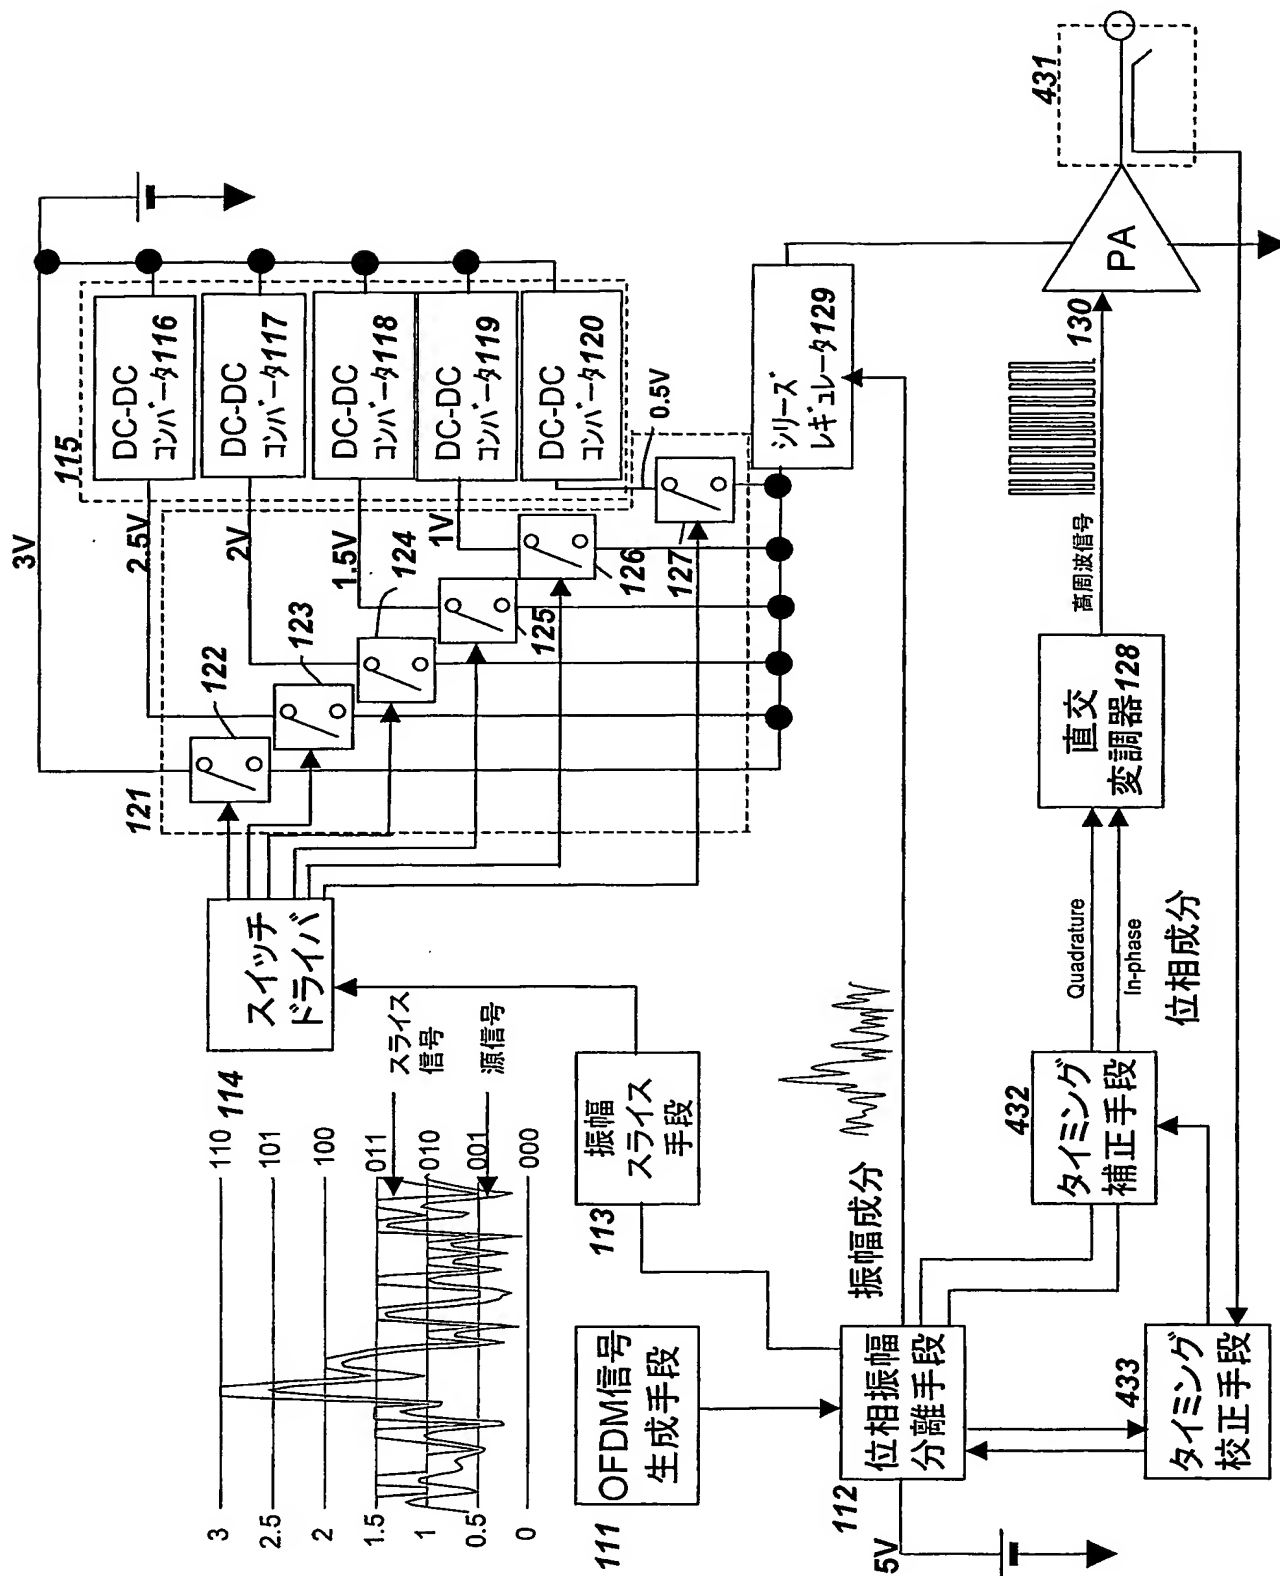 3V
115
DC-DC
コンバータ116
DC-DC
コンバータ117
DC-DC
コンバータ118
DC-DC
コンバータ119
DC-DC
コンバータ120
2.5V
2V
1.5V
1V
0.5V
121
122
123
124
125
126
127
シリーズ
レギュレータ129
431
PA
130
高周波信号
スイッチ
ドライバ
114
スライス
信号
源信号
110
101
100
011
010
001
000
3
2.5
2
1.5
1
0.5
0
振幅
スライス
手段
113
振幅成分
OFDM信号
生成手段
111
位相振幅
分離手段
112
5V
直交
変調器128
Quadrature
In-phase
位相成分
432
タイミング
補正手段
433
タイミング
校正手段